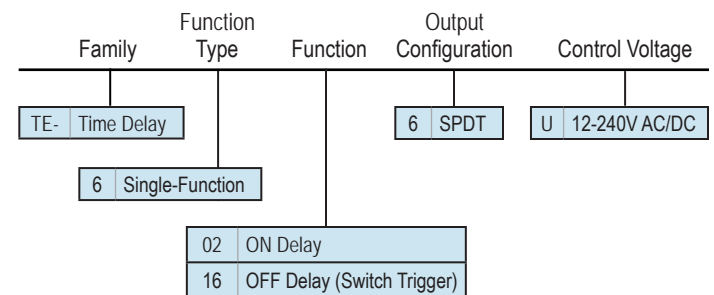 Family
Function
Type
Function
Output
Configuration
Control Voltage
TE- Time Delay
6 SPDT
U 12-240V AC/DC
6 Single-Function
02 ON Delay
16 OFF Delay (Switch Trigger)